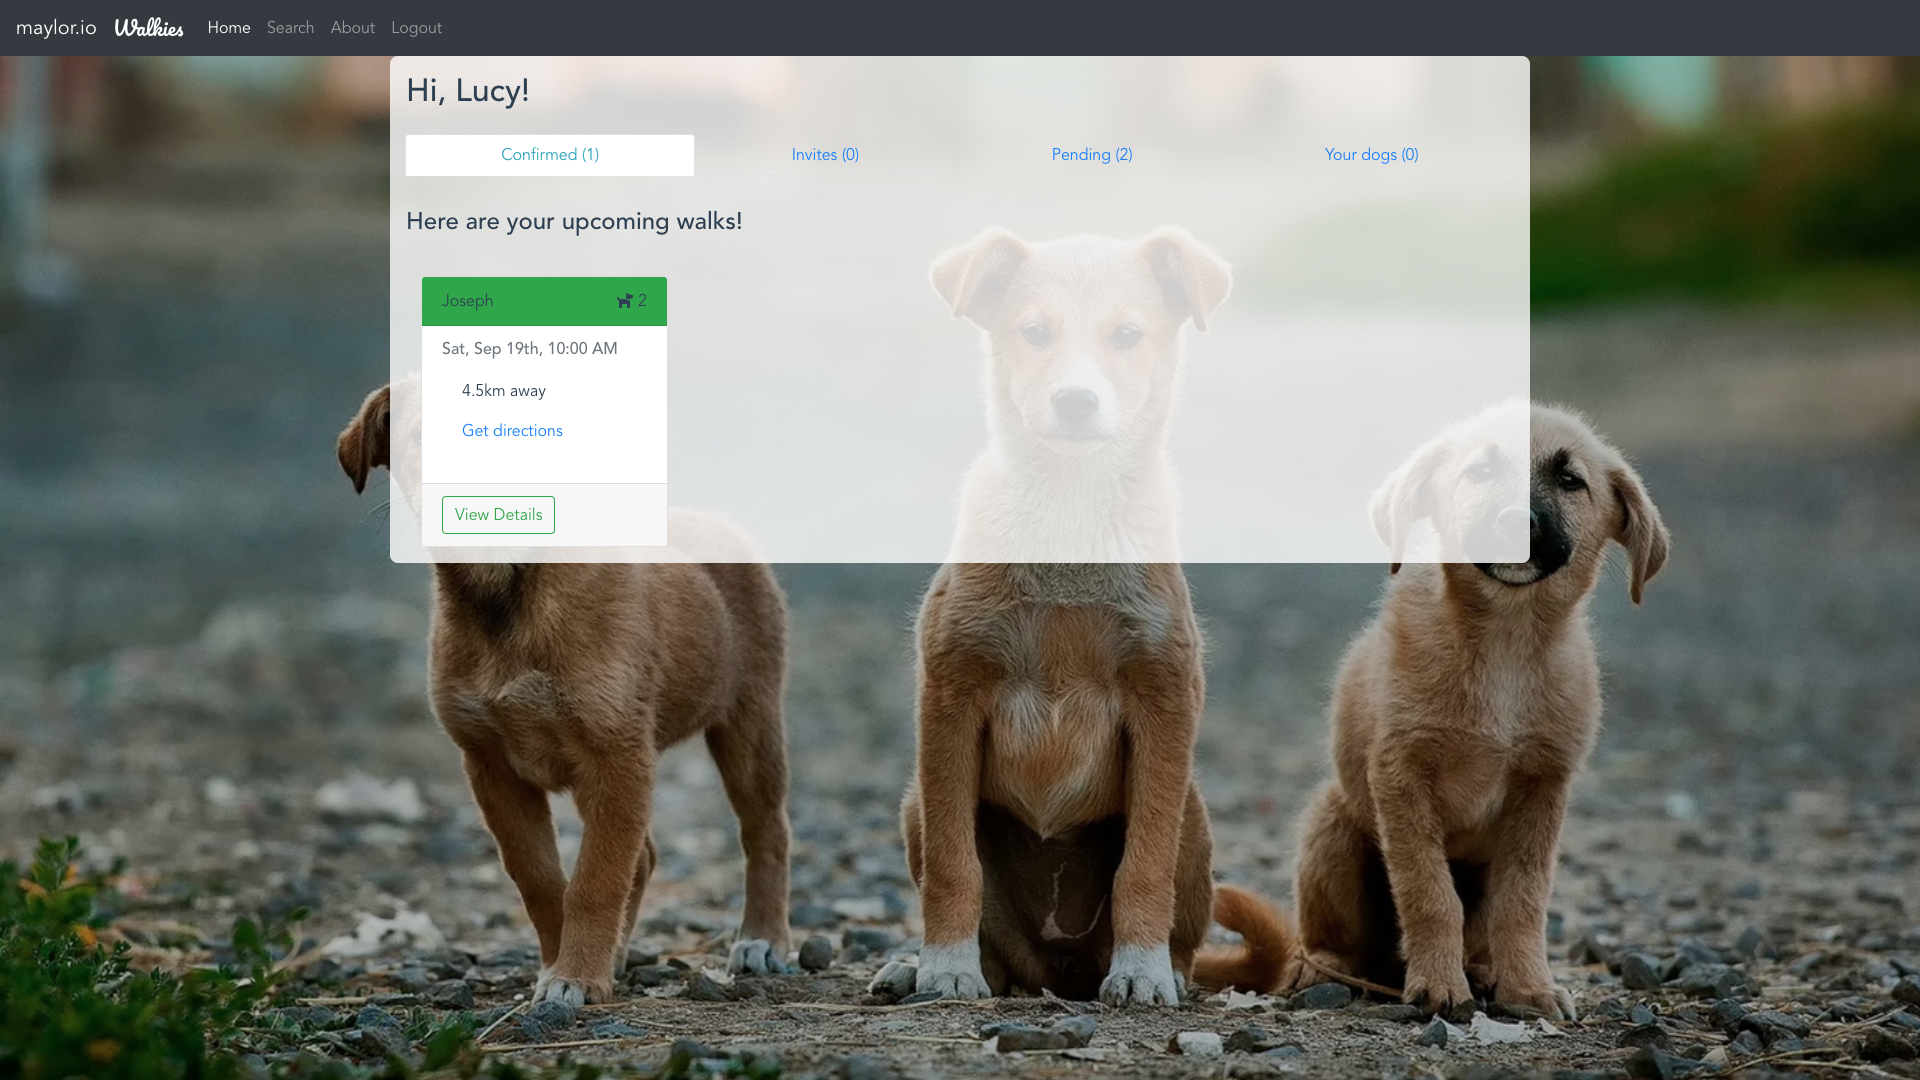 maylor.io Walkies Home Search About Logout
Hi, Lucy!
Confirmed (1) Invites (0) Pending (2) Your dogs (0)
Here are your upcoming walks!
Joseph 2
Sat, Sep 19th, 10:00 AM
4.5km away
Get directions
View Details